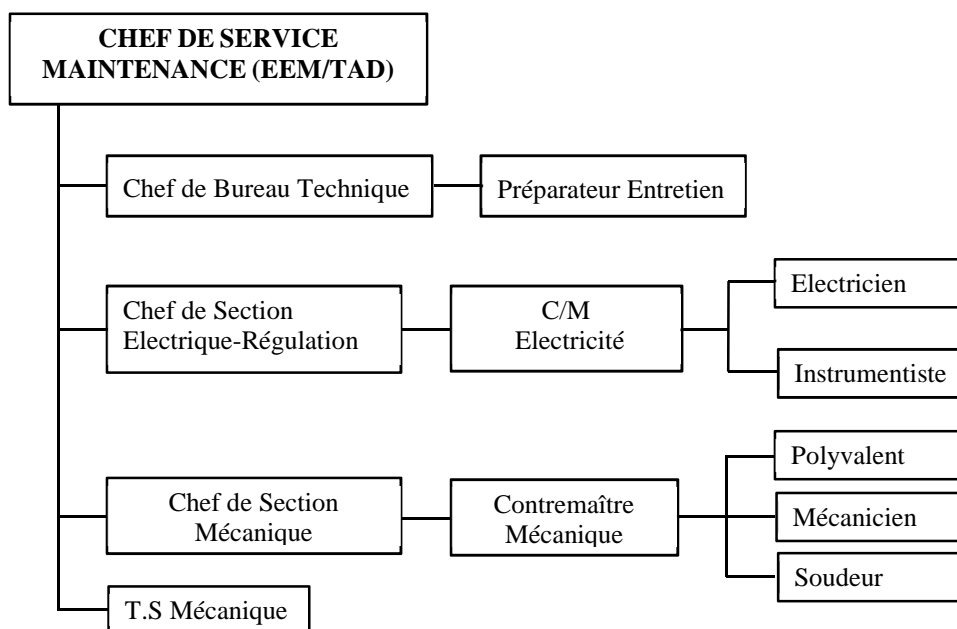 CHEF DE SERVICE
MAINTENANCE (EEM/TAD)
Chef de Bureau Technique
Préparateur Entretien
Chef de Section
Electrique-Régulation
C/M
Electricité
Electricien
Instrumentiste
Chef de Section
Mécanique
Contremaître
Mécanique
Polyvalent
Mécanicien
Soudeur
T.S Mécanique